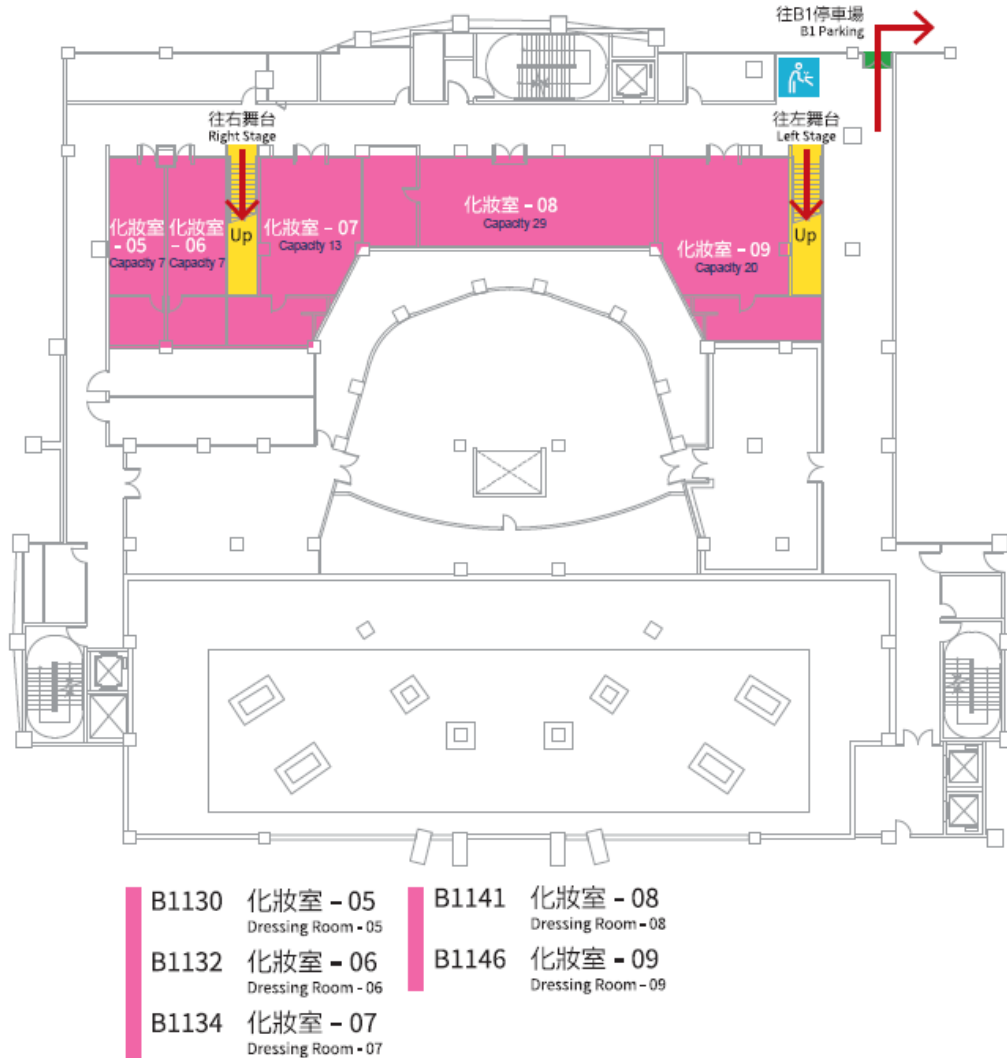 往B1停車場
B1 Parking
往右舞台
Right Stage
往左舞台
Left Stage
化妝室
- 05
Capacity 7
化妝室
- 06
Capacity 7
Up
化妝室 - 07
Capacity 13
化妝室 - 08
Capacity 29
化妝室 - 09
Capacity 20
Up
B1130 化妝室 - 05
Dressing Room - 05
B1132 化妝室 - 06
Dressing Room - 06
B1134 化妝室 - 07
Dressing Room - 07
B1141 化妝室 - 08
Dressing Room - 08
B1146 化妝室 - 09
Dressing Room - 09